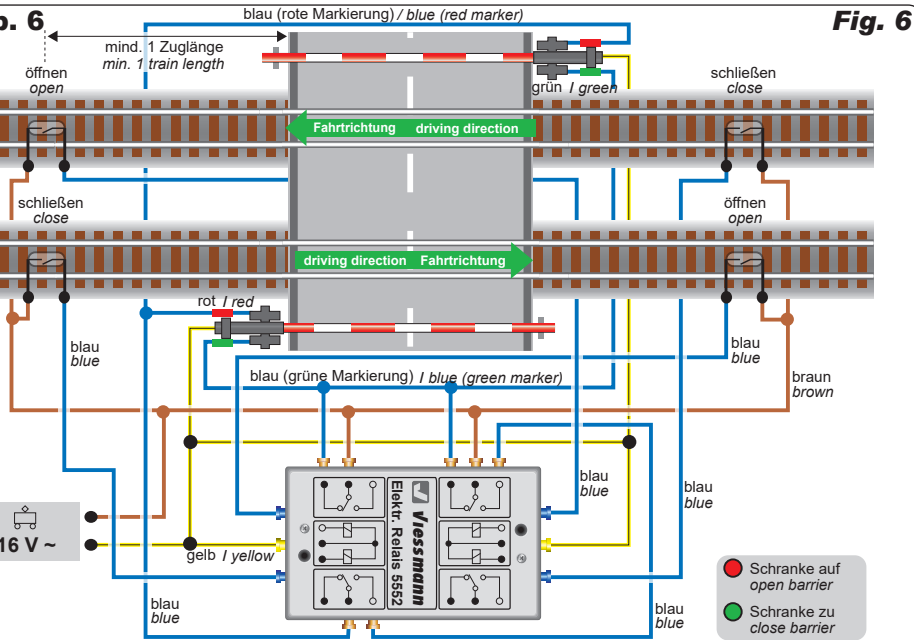 b. 6
blau (rote Markierung) / blue (red marker)
Fig. 6
mind. 1 Zuglänge
min. 1 train length
öffnen
open
grün / green
schließen
close
Fahrtrichtung driving direction
schließen
close
öffnen
open
driving direction Fahrtrichtung
rot / red
blau
blue
blau
blue
blau (grüne Markierung) / blue (green marker)
braun
brown
blau
blue
blau
blue
16 V ~
gelb / yellow
Elektr. Relais 5552
Viessmann
Schranke auf
open barrier
Schranke zu
close barrier
blau
blue
blau
blue